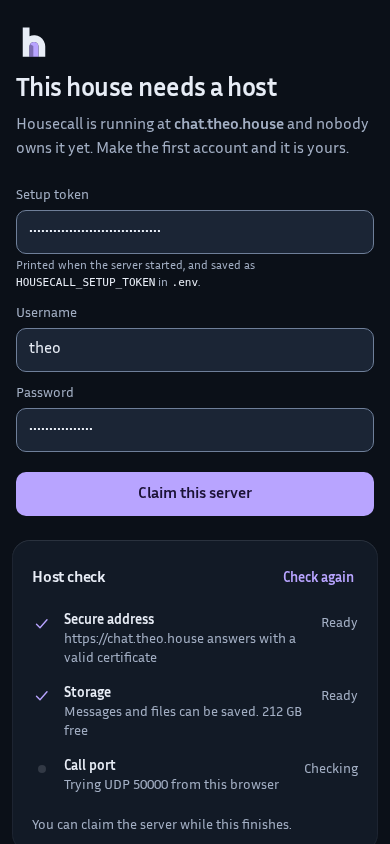 h
This house needs a host
Housecall is running at chat.theo.house and nobody
owns it yet. Make the first account and it is yours.
Setup token
Printed when the server started, and saved as
HOUSECALL_SETUP_TOKEN in .env.
Username
theo
Password
Claim this server
Host check
Check again
Secure address
Ready
https://chat.theo.house answers with a
valid certificate
Storage
Ready
Messages and files can be saved. 212 GB
free
Call port
Checking
Trying UDP 50000 from this browser
You can claim the server while this finishes.